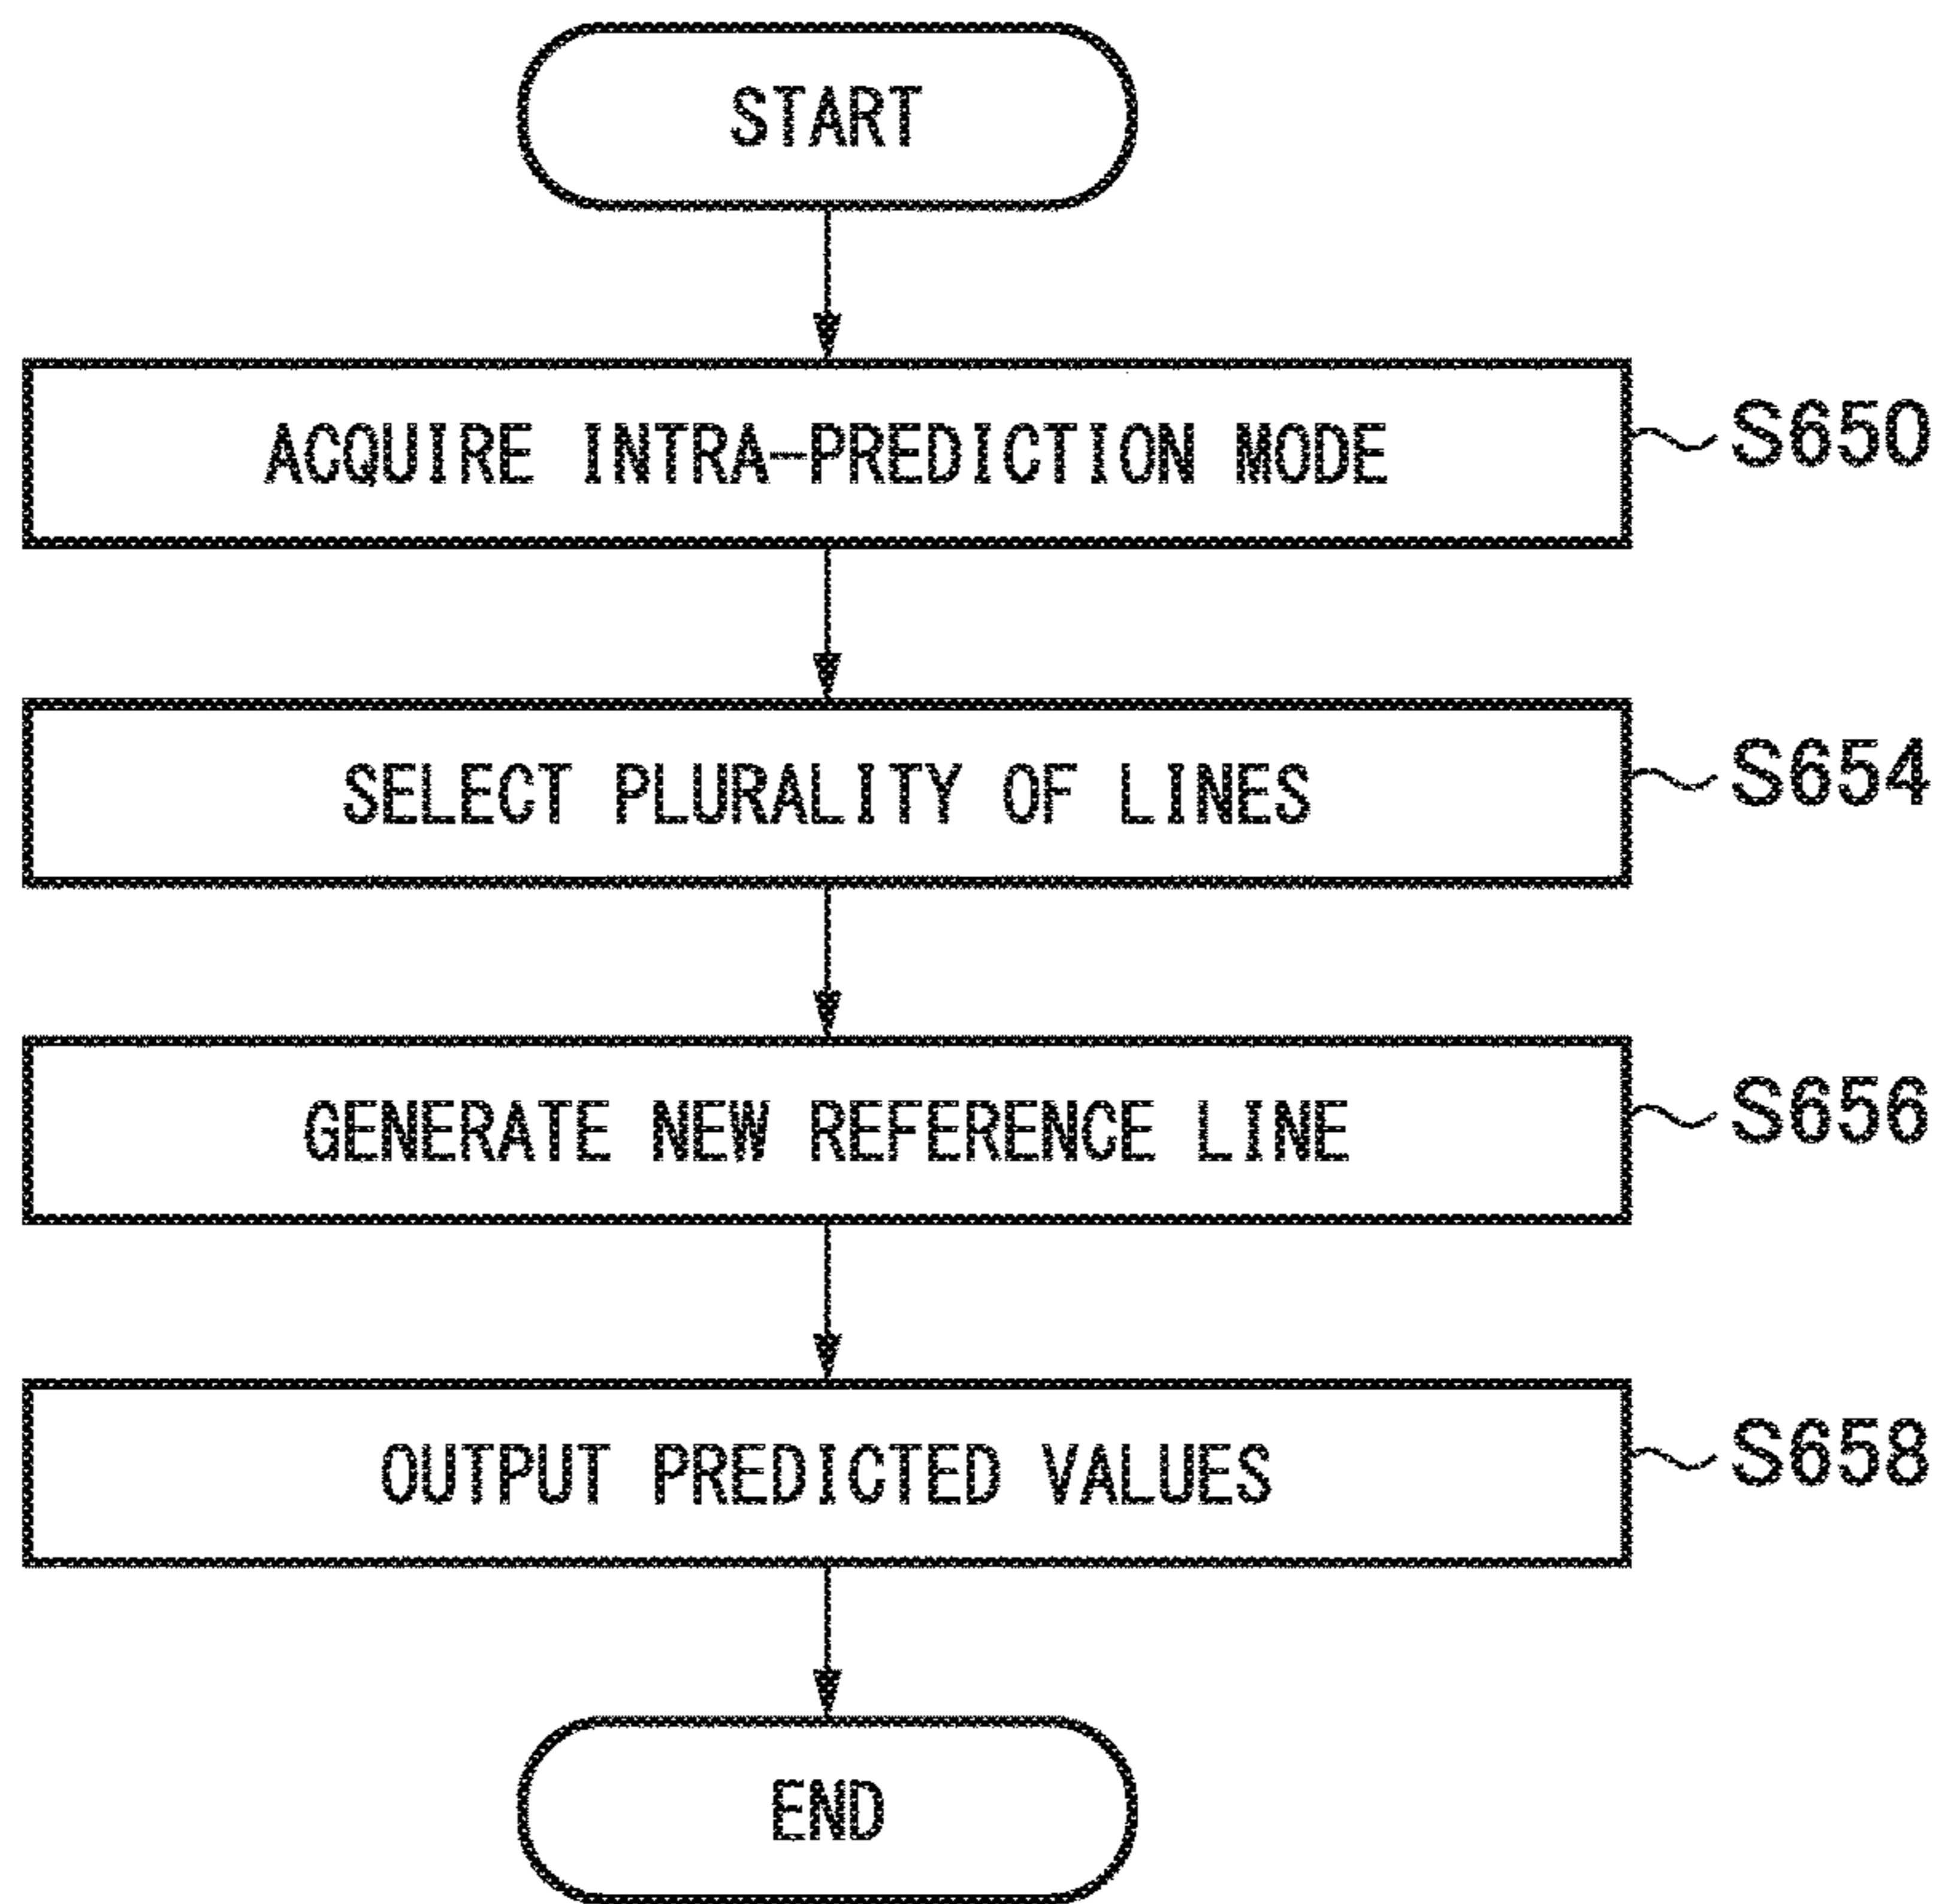 START
ACQUIRE INTRA-PREDICTION MODE
S650
SELECT PLURALITY OF LINES
S654
GENERATE NEW REFERENCE LINE
S656
OUTPUT PREDICTED VALUES
S658
END